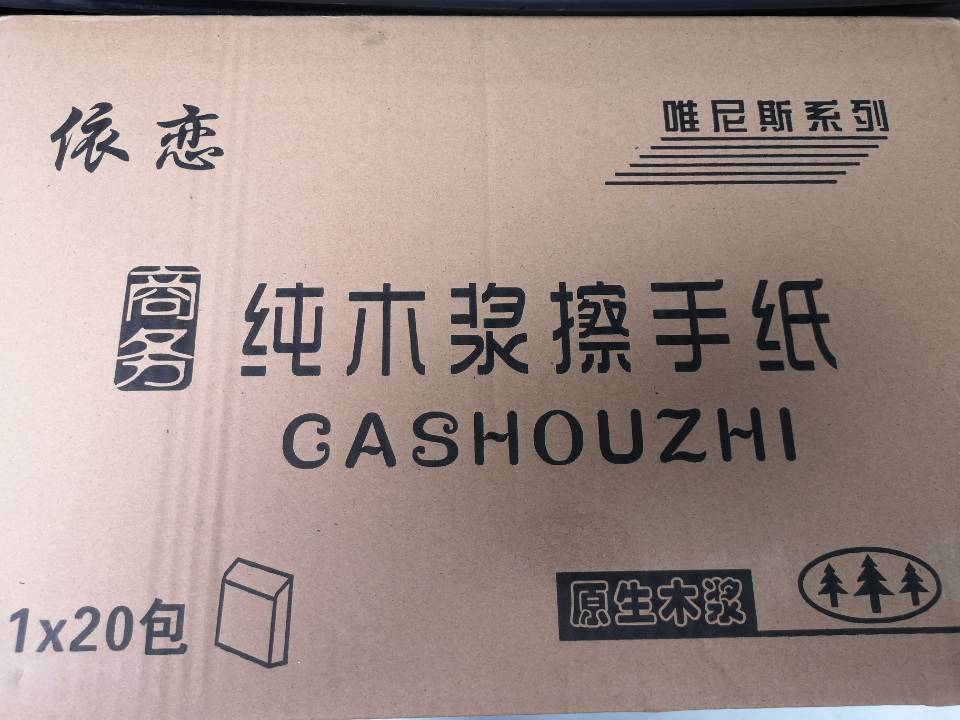 依恋
唯尼斯系列
商务
纯木浆擦手纸
CASHOUZHI
1x20包
原生木浆